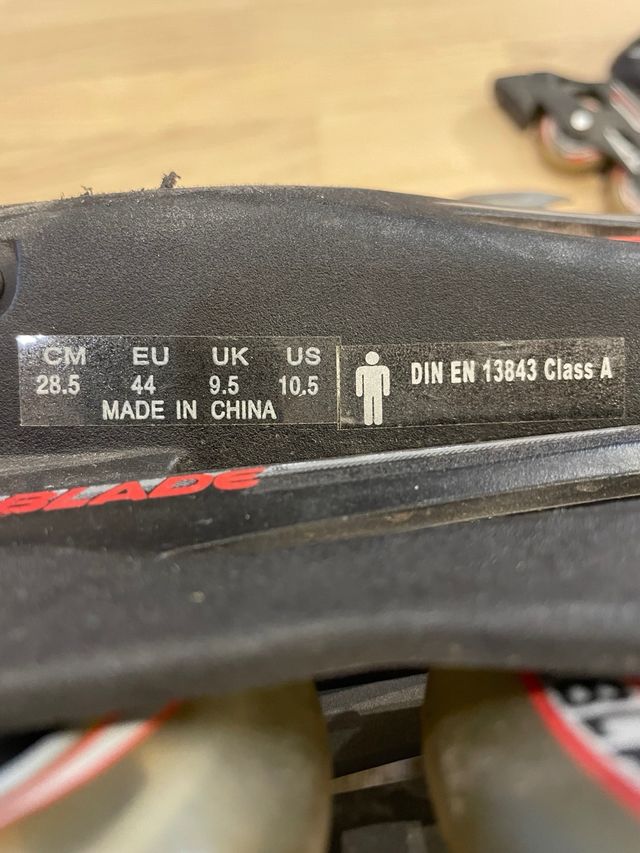 CM EU UK US
28.5 44 9.5 10.5
MADE IN CHINA
DIN EN 13843 Class A
BLADE